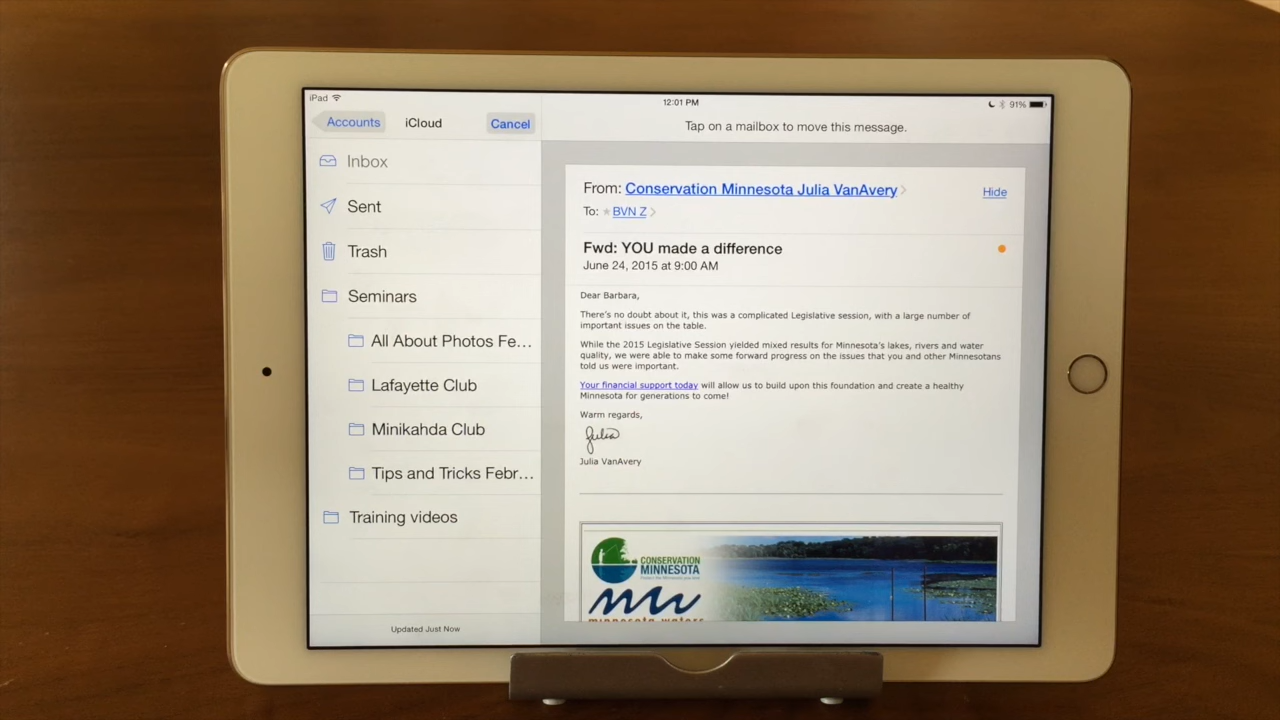 iPad
12:01 PM
91%
Accounts
iCloud
Cancel
Inbox
Sent
Trash
Seminars
All About Photos Fe...
Lafayette Club
Minikahda Club
Tips and Tricks Febr...
Training videos
Updated Just Now
Tap on a mailbox to move this message.
From: Conservation Minnesota Julia VanAvery
Hide
To: BVN Z
Fwd: YOU made a difference
June 24, 2015 at 9:00 AM
Dear Barbara,
There's no doubt about it, this was a complicated Legislative session, with a large number of
important issues on the table.
While the 2015 Legislative Session yielded mixed results for Minnesota's lakes, rivers and water
quality, we were able to make some forward progress on the issues that you and other Minnesotans
told us were important.
Your financial support today will allow us to build upon this foundation and create a healthy
Minnesota for generations to come!
Warm regards,
Julia
Julia VanAvery
CONSERVATION
MINNESOTA
mw
minnesota waters